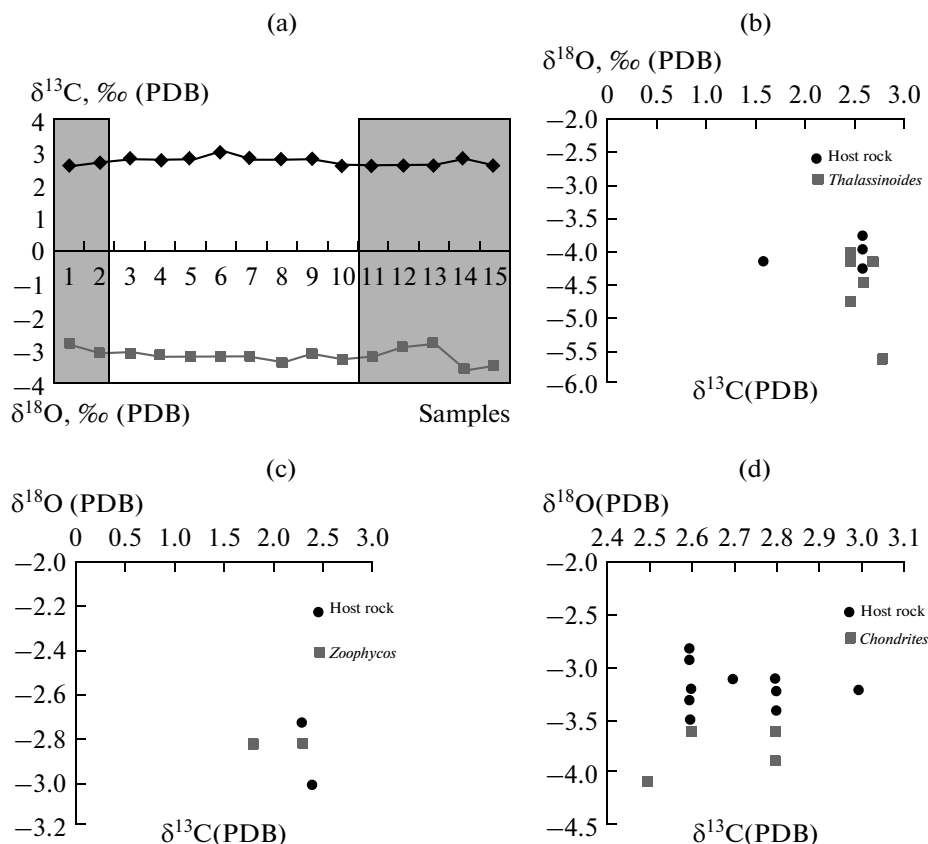 (a)
δ¹³C, ‰ (PDB)
4
3
2
1
0
−1
−2
−3
−4
1 2 3 4 5 6 7 8 9 10 11 12 13 14 15
δ¹⁸O, ‰ (PDB)
Samples
(b)
δ¹⁸O, ‰ (PDB)
0 0.5 1.0 1.5 2.0 2.5 3.0
−2.0
−3.0
−3.5
−4.0
−4.5
−5.0
−5.5
−6.0
Host rock
Thalassinoides
δ¹³C(PDB)
(c)
δ¹⁸O (PDB)
0 0.5 1.0 1.5 2.0 2.5 3.0
−2.0
−2.2
−2.4
−2.6
−2.8
−3.0
−3.2
Host rock
Zoophycos
δ¹³C(PDB)
(d)
δ¹⁸O(PDB)
2.4 2.5 2.6 2.7 2.8 2.9 3.0 3.1
−2.0
−2.5
−3.0
−3.5
−4.0
−4.5
Host rock
Chondrites
δ¹³C(PDB)